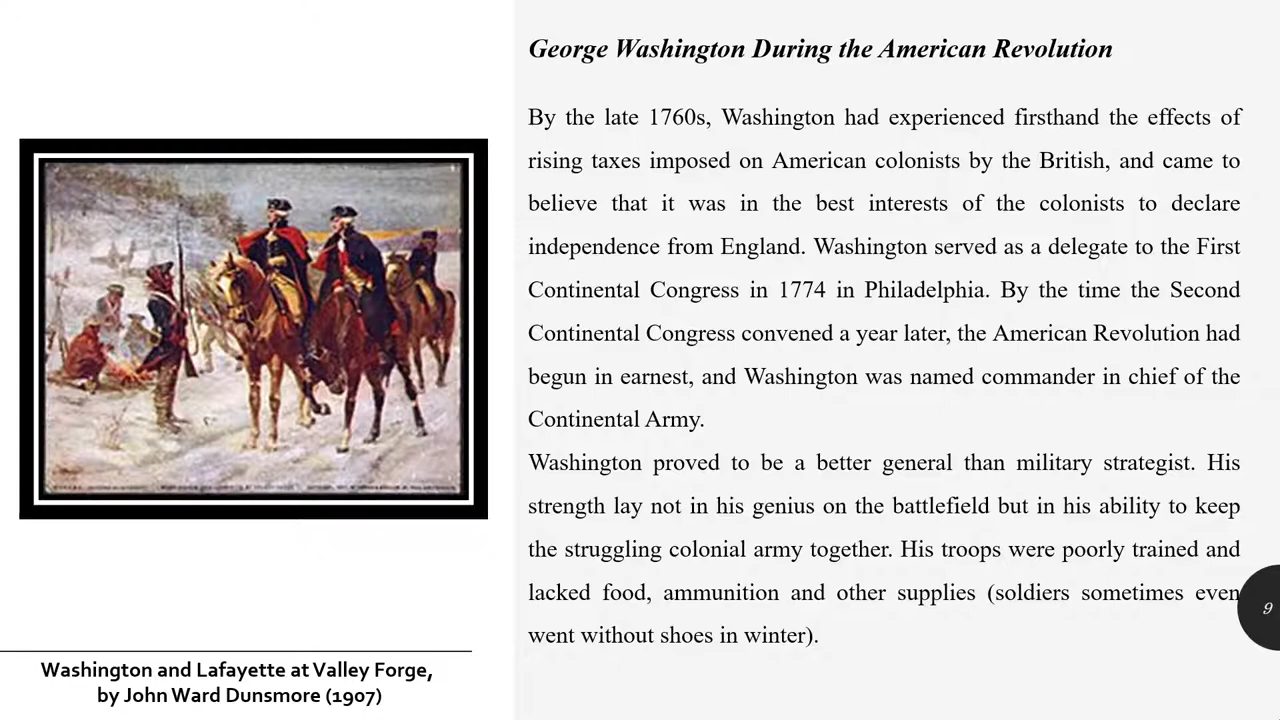 George Washington During the American Revolution
By the late 1760s, Washington had experienced firsthand the effects of
rising taxes imposed on American colonists by the British, and came to
believe that it was in the best interests of the colonists to declare
independence from England. Washington served as a delegate to the First
Continental Congress in 1774 in Philadelphia. By the time the Second
Continental Congress convened a year later, the American Revolution had
begun in earnest, and Washington was named commander in chief of the
Continental Army.
Washington proved to be a better general than military strategist. His
strength lay not in his genius on the battlefield but in his ability to keep
the struggling colonial army together. His troops were poorly trained and
lacked food, ammunition and other supplies (soldiers sometimes even
went without shoes in winter).
9
Washington and Lafayette at Valley Forge,
by John Ward Dunsmore (1907)